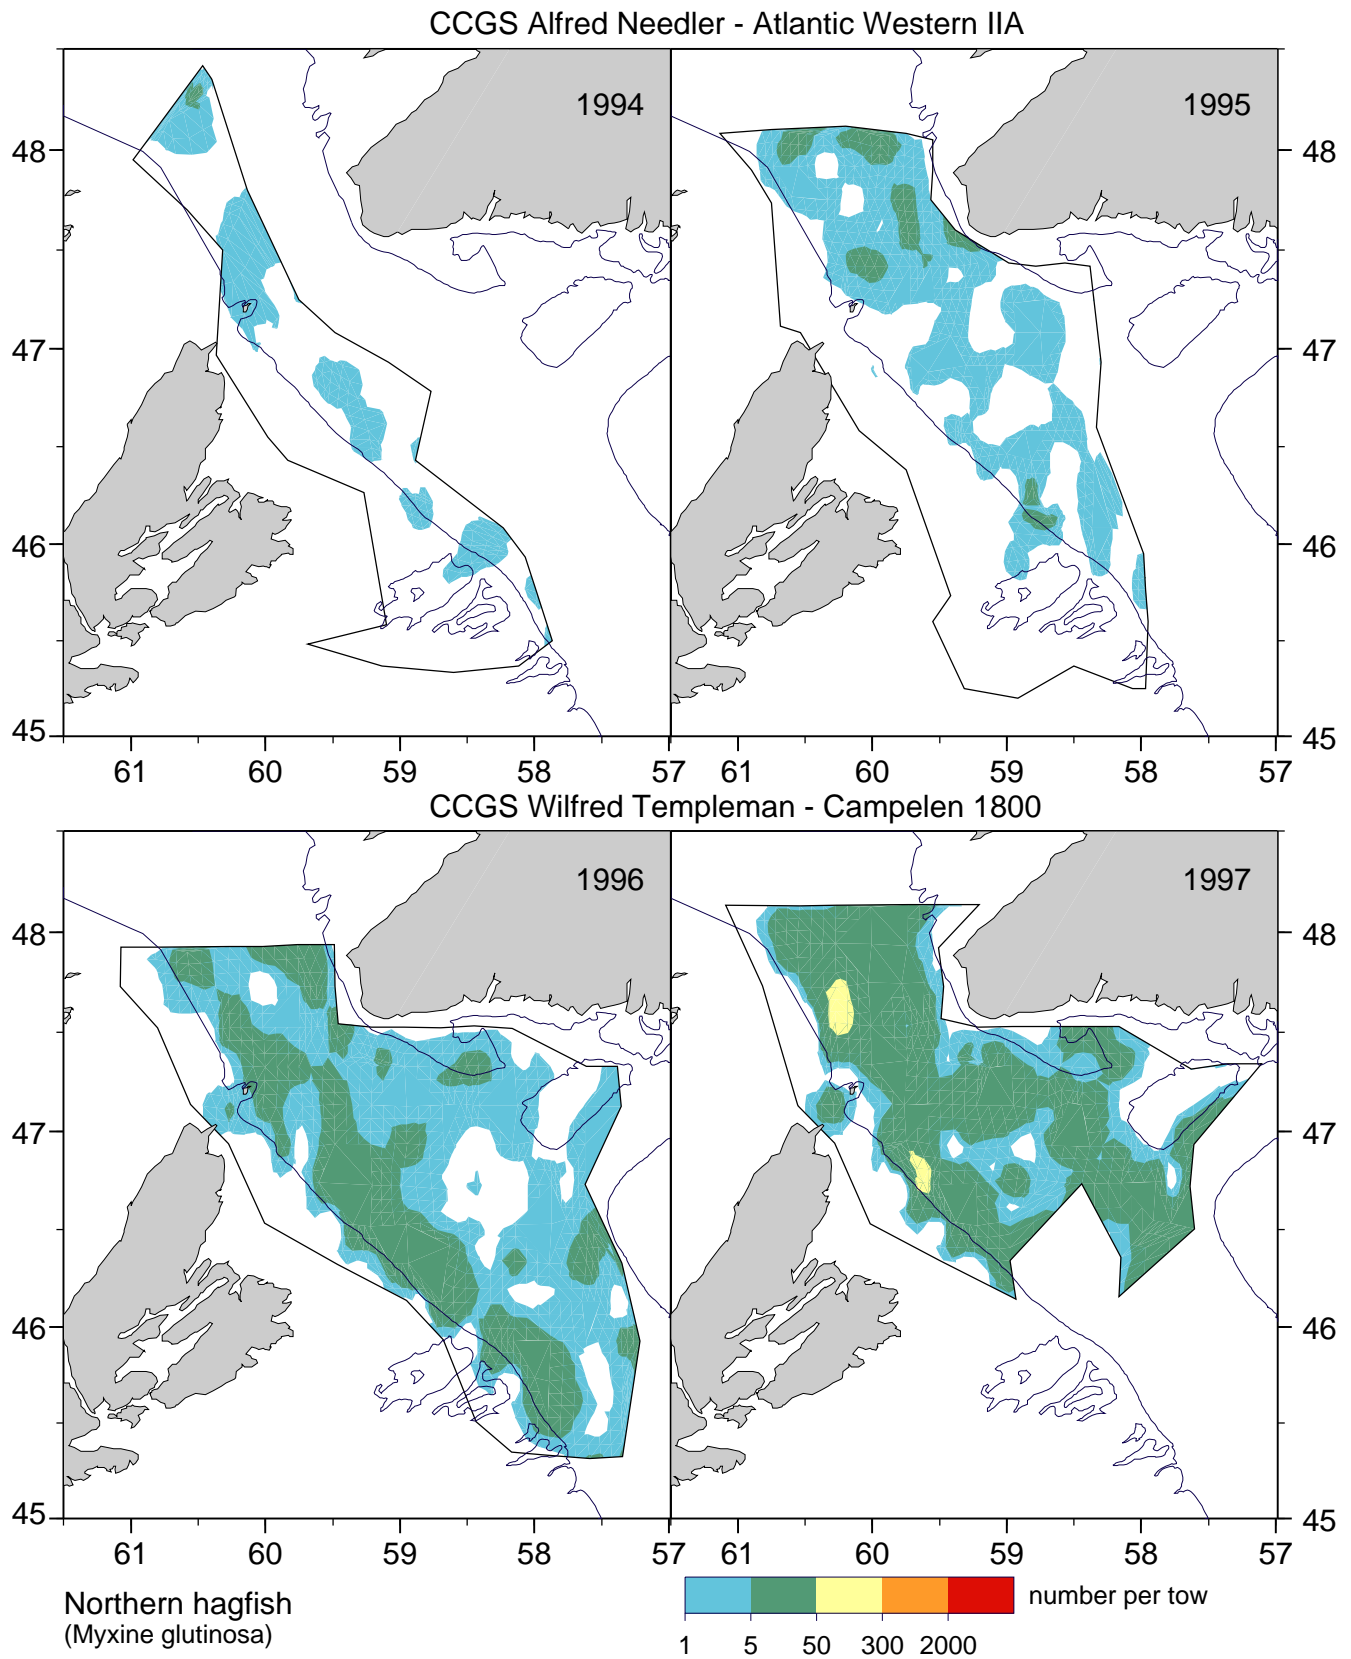 CCGS Alfred Needler - Atlantic Western IIA
1994
1995
48
48
47
47
46
46
45
45
61 60 59 58 57
61 60 59 58 57
CCGS Wilfred Templeman - Campelen 1800
1996
1997
48
48
47
47
46
46
45
45
61 60 59 58 57
61 60 59 58 57
Northern hagfish
(Myxine glutinosa)
number per tow
1 5 50 300 2000